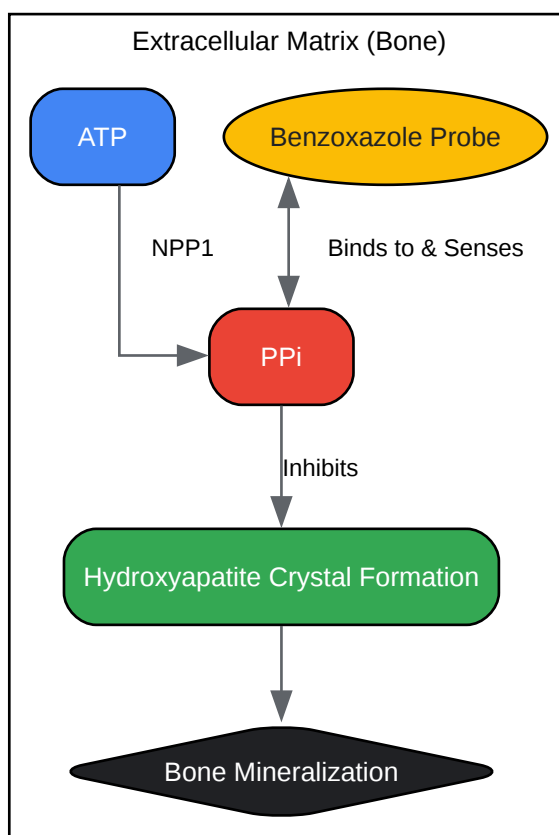 Extracellular Matrix (Bone)
ATP
Benzoxazole Probe
NPP1
Binds to & Senses
PPi
Inhibits
Hydroxyapatite Crystal Formation
Bone Mineralization